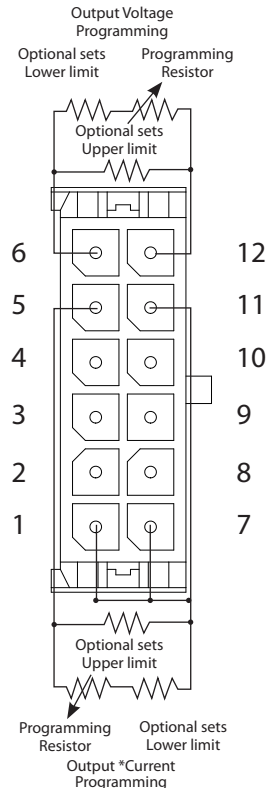 Output Voltage
Programming
Optional sets
Lower limit
Programming
Resistor
Optional sets
Upper limit
6 12
5 11
4 10
3 9
2 8
1 7
Optional sets
Upper limit
Programming
Resistor
Optional sets
Lower limit
Output *Current
Programming